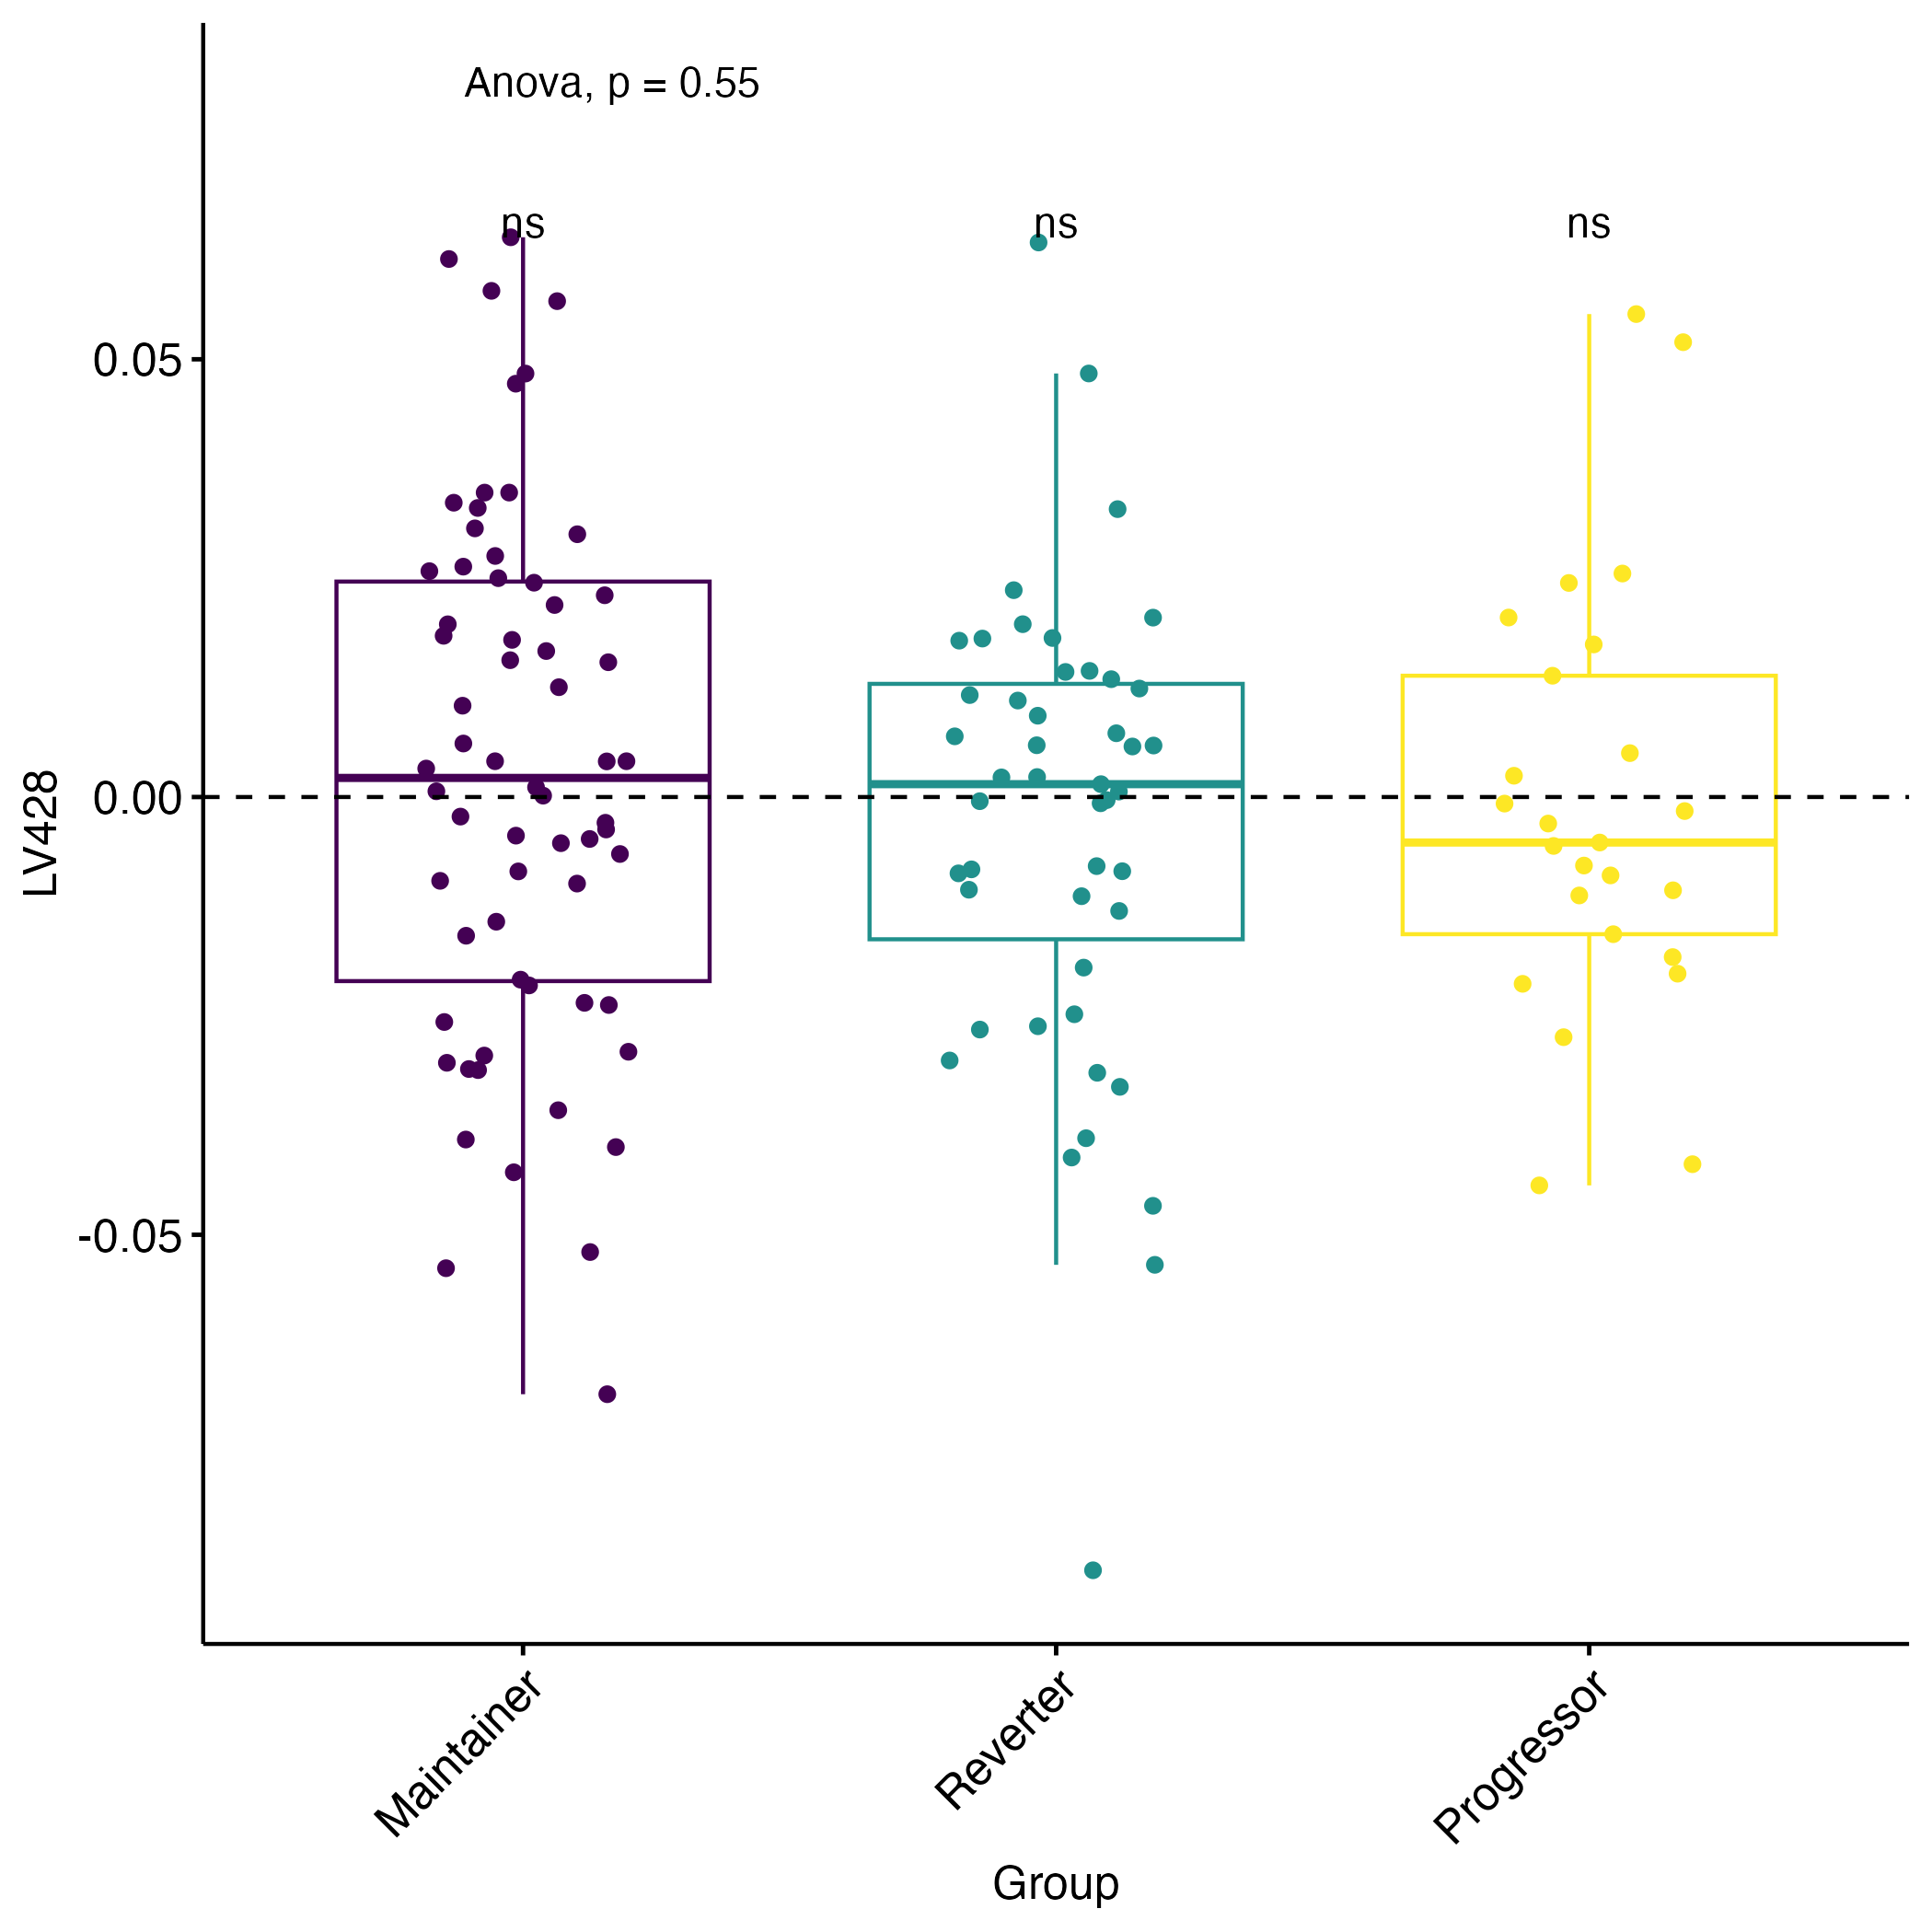 Anova, p = 0.55
ns ns ns
0.05
0.00
-0.05
LV428
Maintainer Reverter Progressor
Group